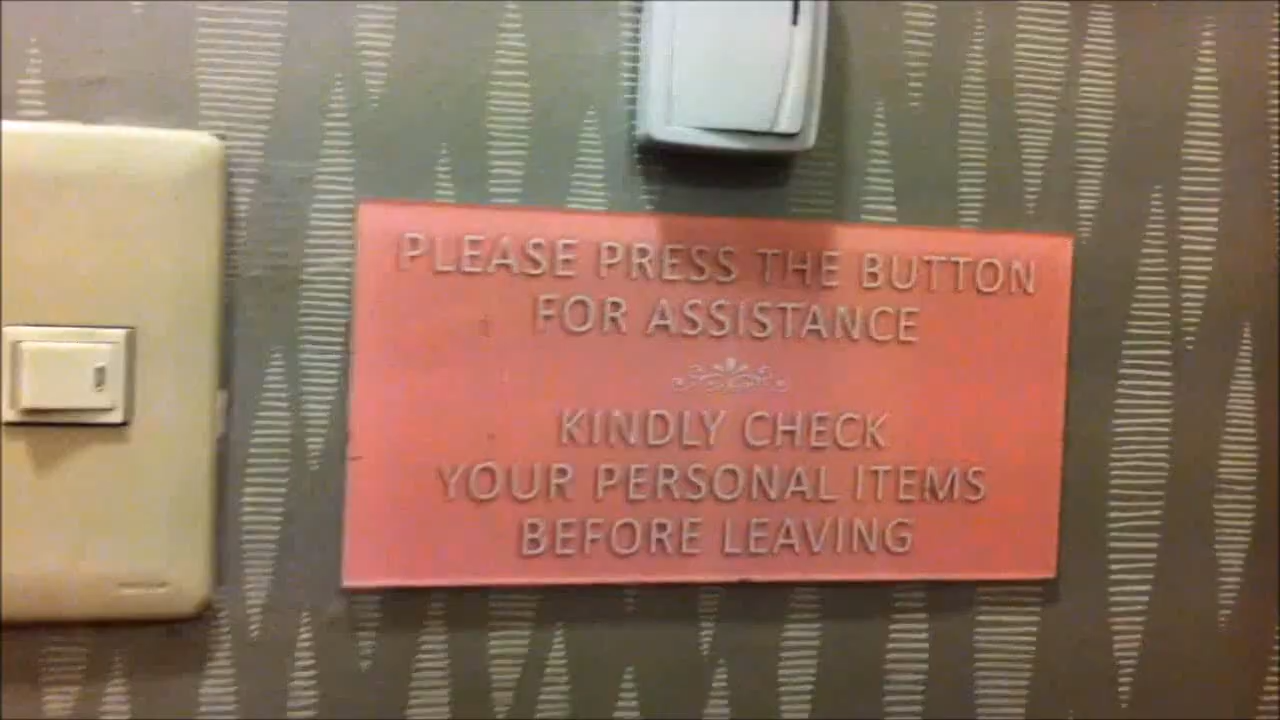 PLEASE PRESS THE BUTTON
FOR ASSISTANCE
KINDLY CHECK
YOUR PERSONAL ITEMS
BEFORE LEAVING